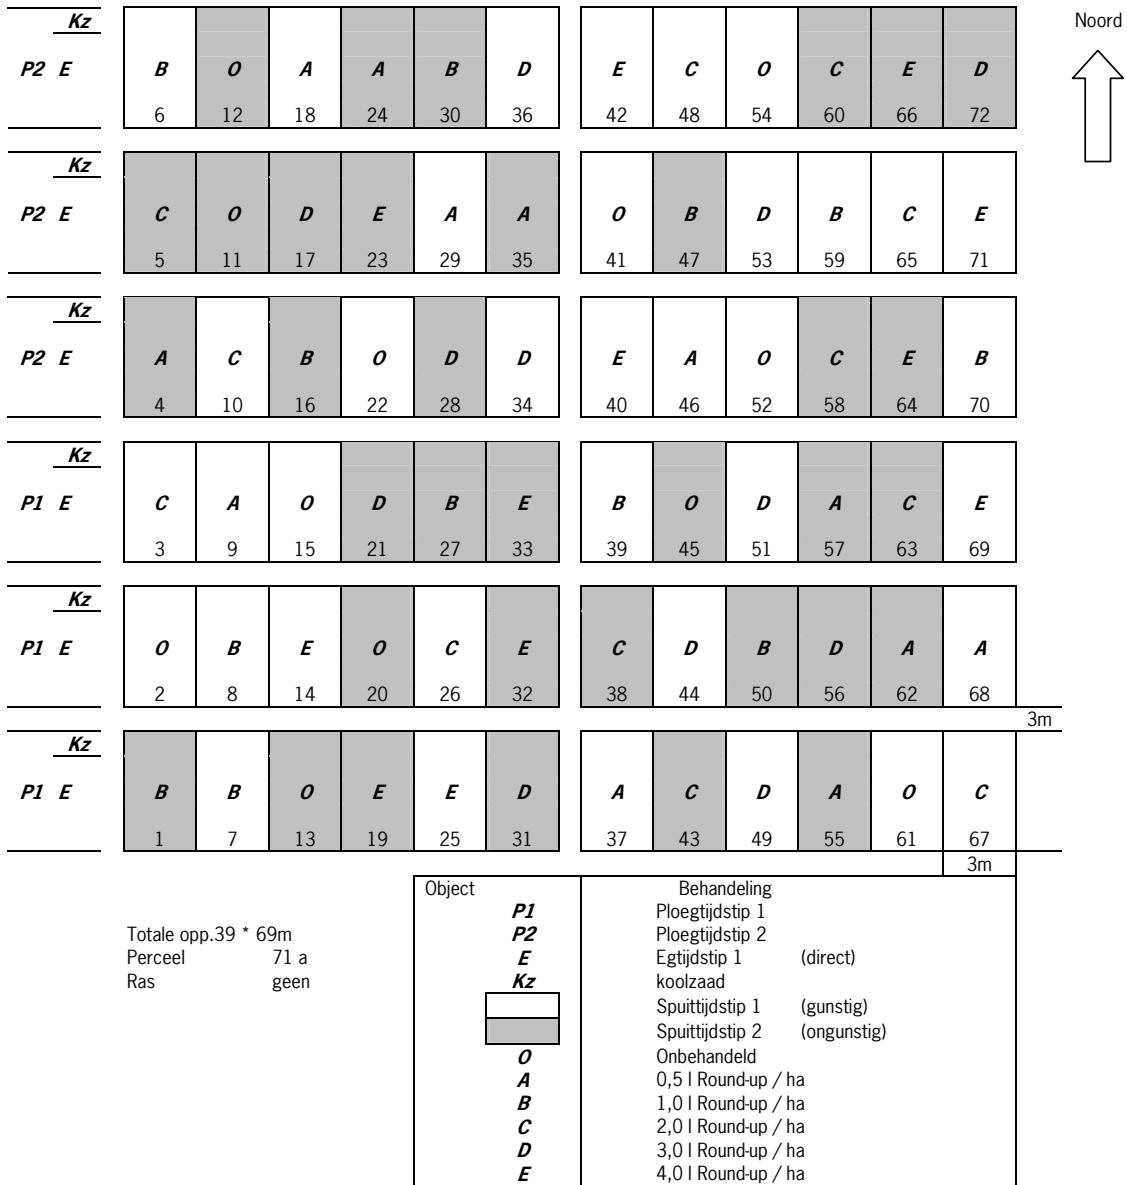 Kz Noord
P2 E B O A A B D E C O C E D
6 12 18 24 30 36 42 48 54 60 66 72
Kz
P2 E C O D E A A O B D B C E
5 11 17 23 29 35 41 47 53 59 65 71
Kz
P2 E A C B O D D E A O C E B
4 10 16 22 28 34 40 46 52 58 64 70
Kz
P1 E C A O D B E B O D A C E
3 9 15 21 27 33 39 45 51 57 63 69
Kz
P1 E O B E O C E C D B D A A
2 8 14 20 26 32 38 44 50 56 62 68
3m
Kz
P1 E B B O E E D A C D A O C
1 7 13 19 25 31 37 43 49 55 61 67
3m
Object Behandeling
P1 Ploegtijdstip 1
Totale opp.39 * 69m P2 Ploegtijdstip 2
Perceel 71 a E Egtijdstip 1 (direct)
Ras geen Kz koolzaad
Spuittijdstip 1 (gunstig)
Spuittijdstip 2 (ongunstig)
O Onbehandeld
A 0,5 l Round-up / ha
B 1,0 l Round-up / ha
C 2,0 l Round-up / ha
D 3,0 l Round-up / ha
E 4,0 l Round-up / ha